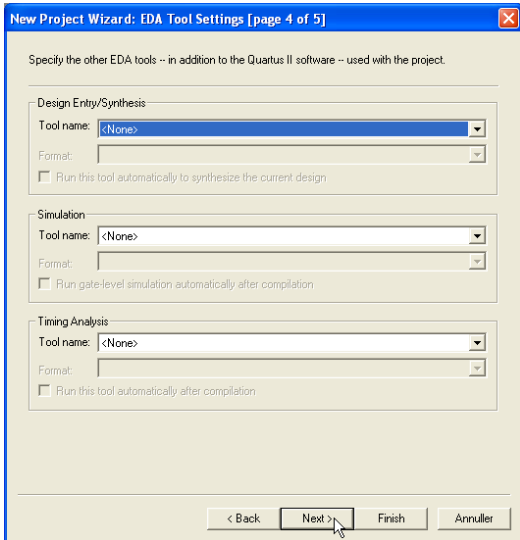 New Project Wizard: EDA Tool Settings [page 4 of 5]
Specify the other EDA tools -- in addition to the Quartus II software -- used with the project.
Design Entry/Synthesis
Tool name: <None>
Format:
Run this tool automatically to synthesize the current design
Simulation
Tool name: <None>
Format:
Run gate-level simulation automatically after compilation
Timing Analysis
Tool name: <None>
Format:
Run this tool automatically after compilation
< Back Next > Finish Annuller